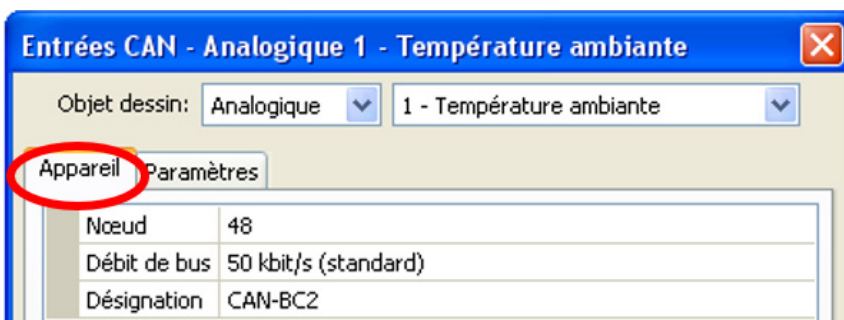 Entrées CAN - Analogique 1 - Température ambiante
Objet dessin: Analogique 1 - Température ambiante
Appareil Paramètres
Nœud 48
Débit de bus 50 kbit/s (standard)
Désignation CAN-BC2